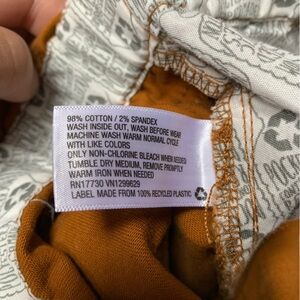 98% COTTON / 2% SPANDEX
WASH INSIDE OUT, WASH BEFORE WEAR
MACHINE WASH WARM NORMAL CYCLE
WITH LIKE COLORS
ONLY NON-CHLORINE BLEACH WHEN NEEDED
TUMBLE DRY MEDIUM, REMOVE PROMPTLY
WARM IRON WHEN NEEDED
RN17730 VN1299629
LABEL MADE FROM 100% RECYCLED PLASTIC